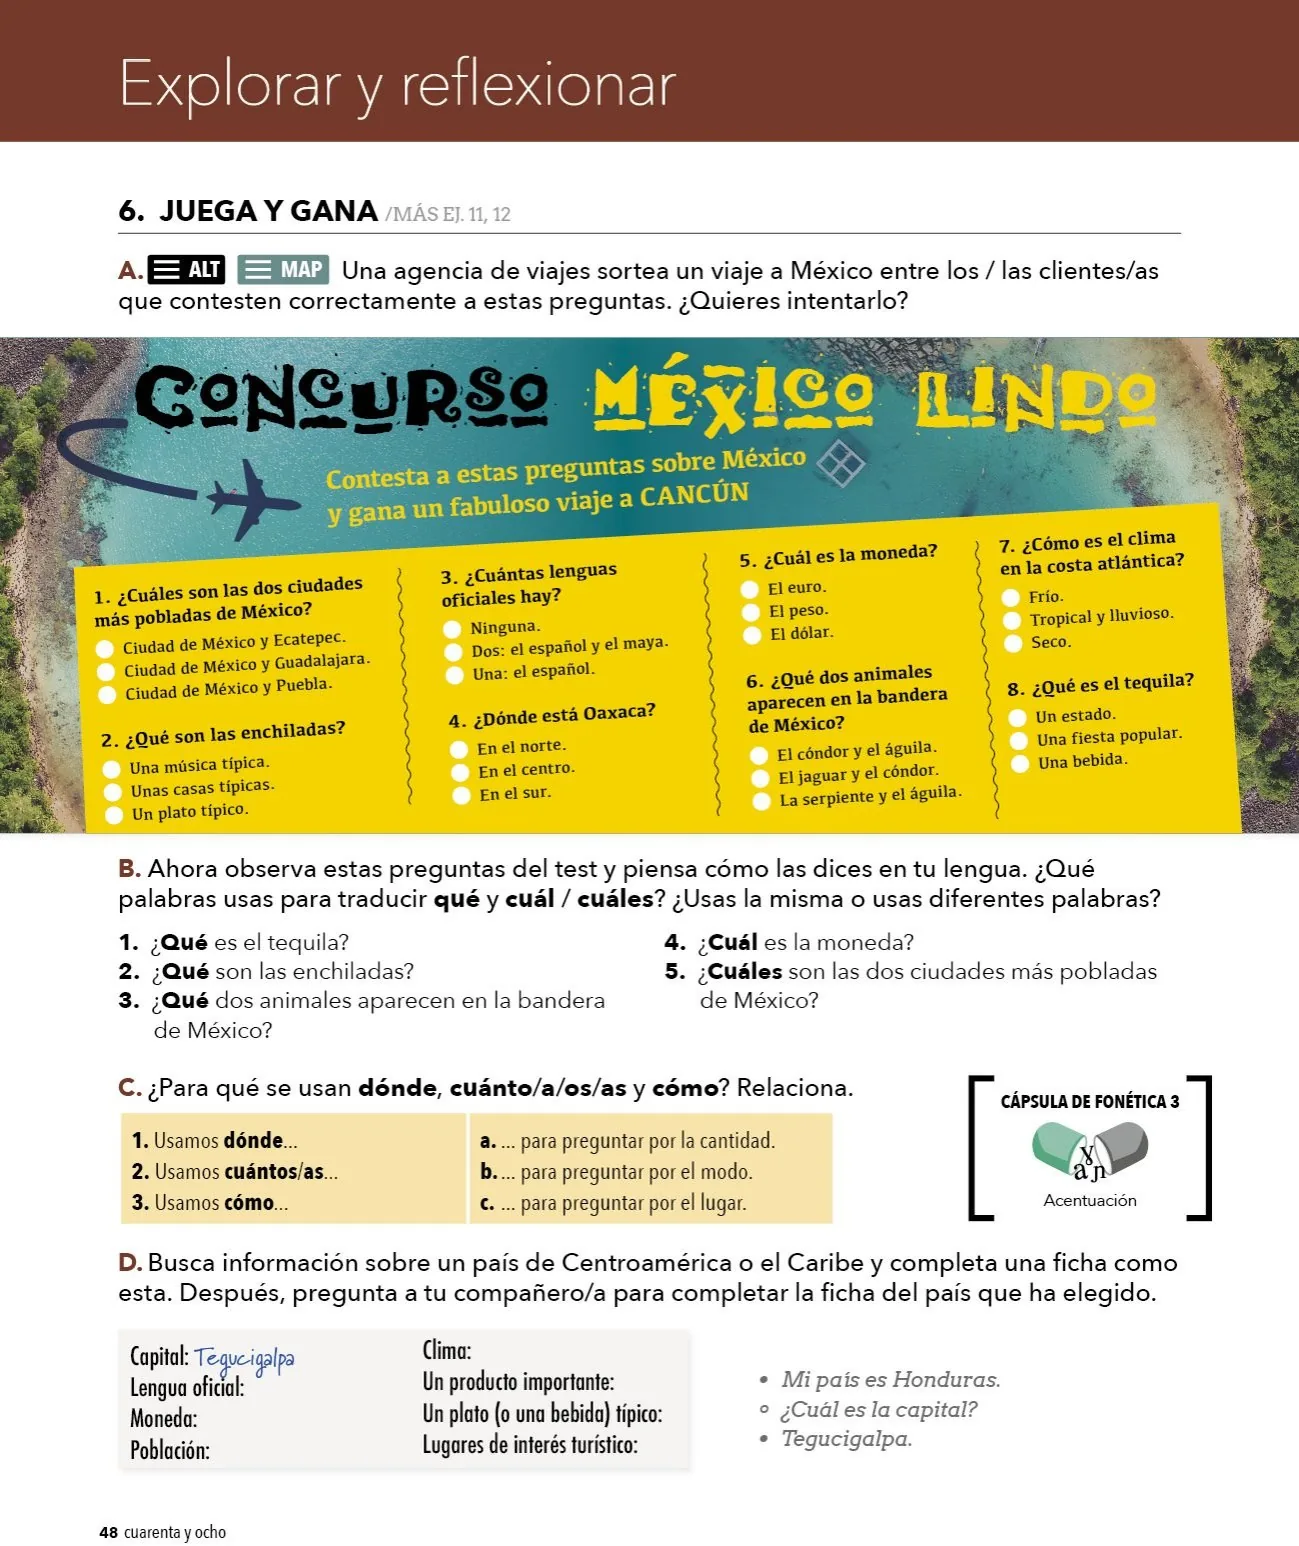 Explorar y reflexionar
6. JUEGA Y GANA /MÁS EJ. 11, 12
A. ALT MAP Una agencia de viajes sortea un viaje a México entre los / las clientes/as
que contesten correctamente a estas preguntas. ¿Quieres intentarlo?
CONCURSO MÉXICO LINDO
Contesta a estas preguntas sobre México
y gana un fabuloso viaje a CANCÚN
1. ¿Cuáles son las dos ciudades
más pobladas de México?
Ciudad de México y Ecatepec.
Ciudad de México y Guadalajara.
Ciudad de México y Puebla.
2. ¿Qué son las enchiladas?
Una música típica.
Unas casas típicas.
Un plato típico.
3. ¿Cuántas lenguas
oficiales hay?
Ninguna.
Dos: el español y el maya.
Una: el español.
4. ¿Dónde está Oaxaca?
En el norte.
En el centro.
En el sur.
5. ¿Cuál es la moneda?
El euro.
El peso.
El dólar.
6. ¿Qué dos animales
aparecen en la bandera
de México?
El cóndor y el águila.
El jaguar y el cóndor.
La serpiente y el águila.
7. ¿Cómo es el clima
en la costa atlántica?
Frío.
Tropical y lluvioso.
Seco.
8. ¿Qué es el tequila?
Un estado.
Una fiesta popular.
Una bebida.
B. Ahora observa estas preguntas del test y piensa cómo las dices en tu lengua. ¿Qué
palabras usas para traducir qué y cuál / cuáles? ¿Usas la misma o usas diferentes palabras?
1. ¿Qué es el tequila?
2. ¿Qué son las enchiladas?
3. ¿Qué dos animales aparecen en la bandera
de México?
4. ¿Cuál es la moneda?
5. ¿Cuáles son las dos ciudades más pobladas
de México?
C. ¿Para qué se usan dónde, cuánto/a/os/as y cómo? Relaciona.
1. Usamos dónde...
2. Usamos cuántos/as...
3. Usamos cómo...
a. ... para preguntar por la cantidad.
b. ... para preguntar por el modo.
c. ... para preguntar por el lugar.
CÁPSULA DE FONÉTICA 3
Acentuación
D. Busca información sobre un país de Centroamérica o el Caribe y completa una ficha como
esta. Después, pregunta a tu compañero/a para completar la ficha del país que ha elegido.
Capital: Tegucigalpa
Lengua oficial:
Moneda:
Población:
Clima:
Un producto importante:
Un plato (o una bebida) típico:
Lugares de interés turístico:
• Mi país es Honduras.
○ ¿Cuál es la capital?
• Tegucigalpa.
48 cuarenta y ocho